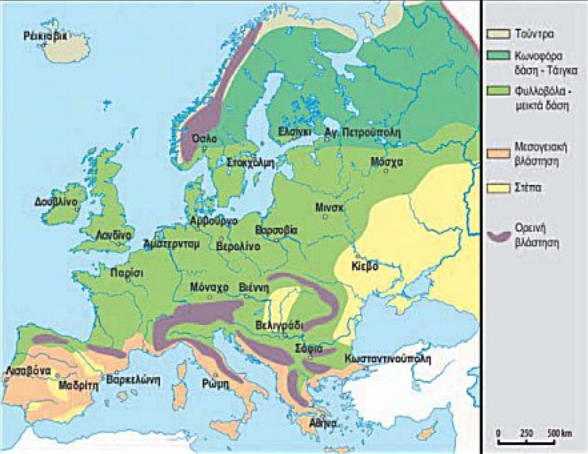 Ρέικιαβικ
Όσλο
Ελσίνκι
Αγ. Πετρούπολη
Στοκχόλμη
Μόσχα
Δουβλίνο
Μινσκ
Αμβούργο
Λονδίνο
Άμστερνταμ
Βερολίνο
Βαρσοβία
Κίεβο
Παρίσι
Μόναχο
Βιέννη
Βελιγράδι
Σόφια
Κωνσταντινούπολη
Λισαβόνα
Μαδρίτη
Βαρκελώνη
Ρώμη
Αθήνα
Τούντρα
Κωνοφόρα
δάση - Τάιγκα
Φυλλοβόλα -
μεικτά δάση
Μεσογειακή
βλάστηση
Στέπα
Ορεινή
βλάστηση
0 250 500 km